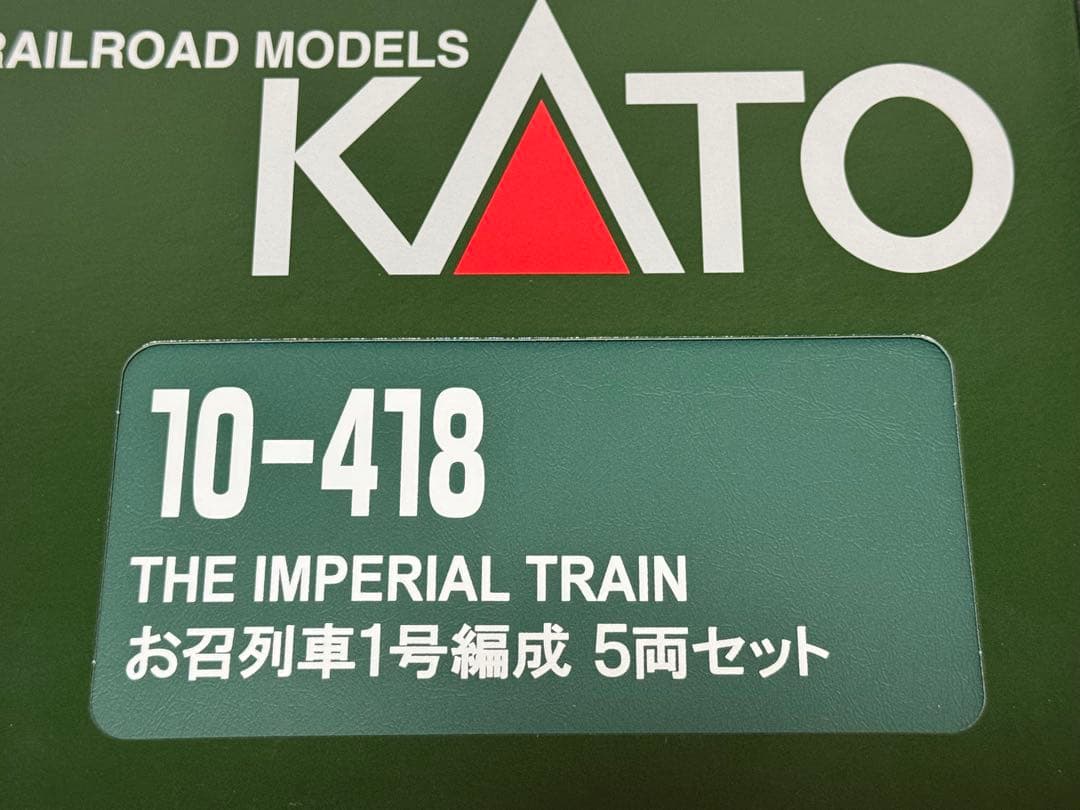 RAILROAD MODELS
KATO
10-418
THE IMPERIAL TRAIN
お召列車1号編成 5両セット